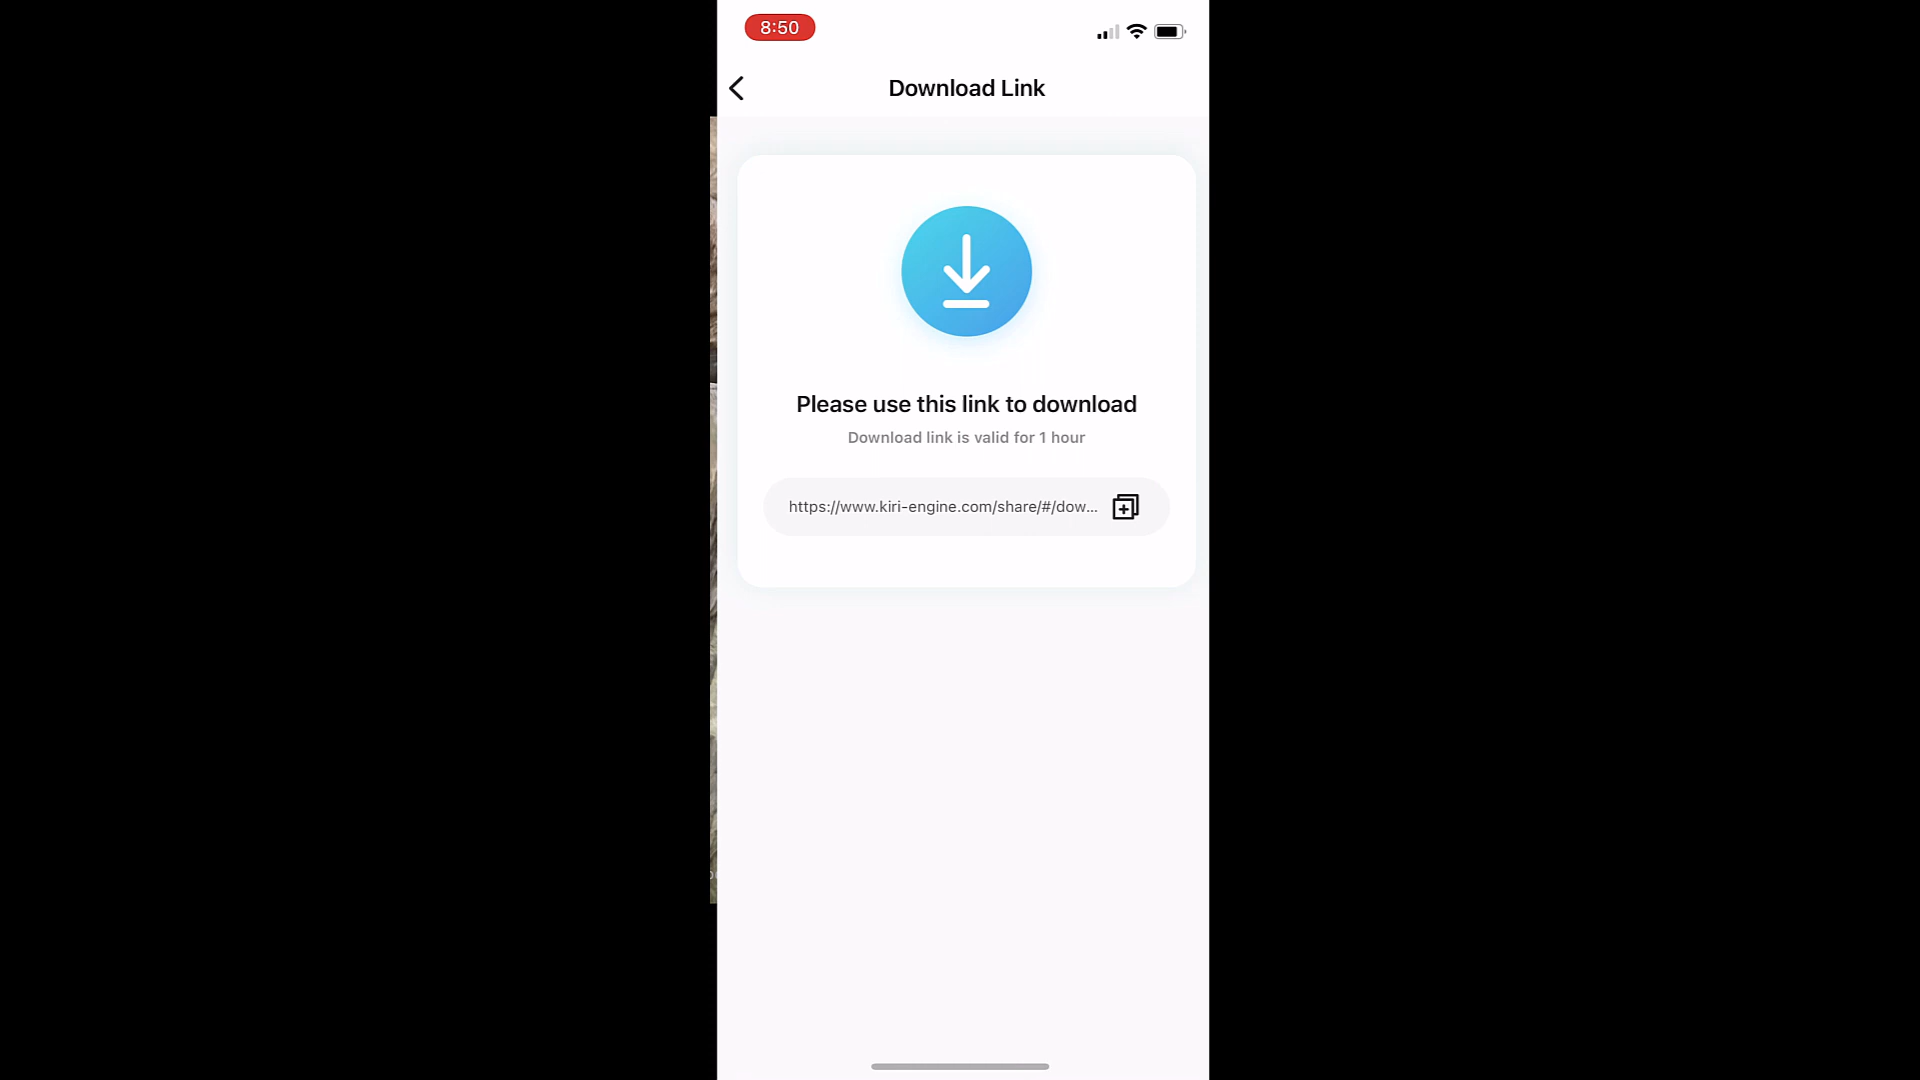 8:50
Download Link
Please use this link to download
Download link is valid for 1 hour
https://www.kiri-engine.com/share/#/dow...